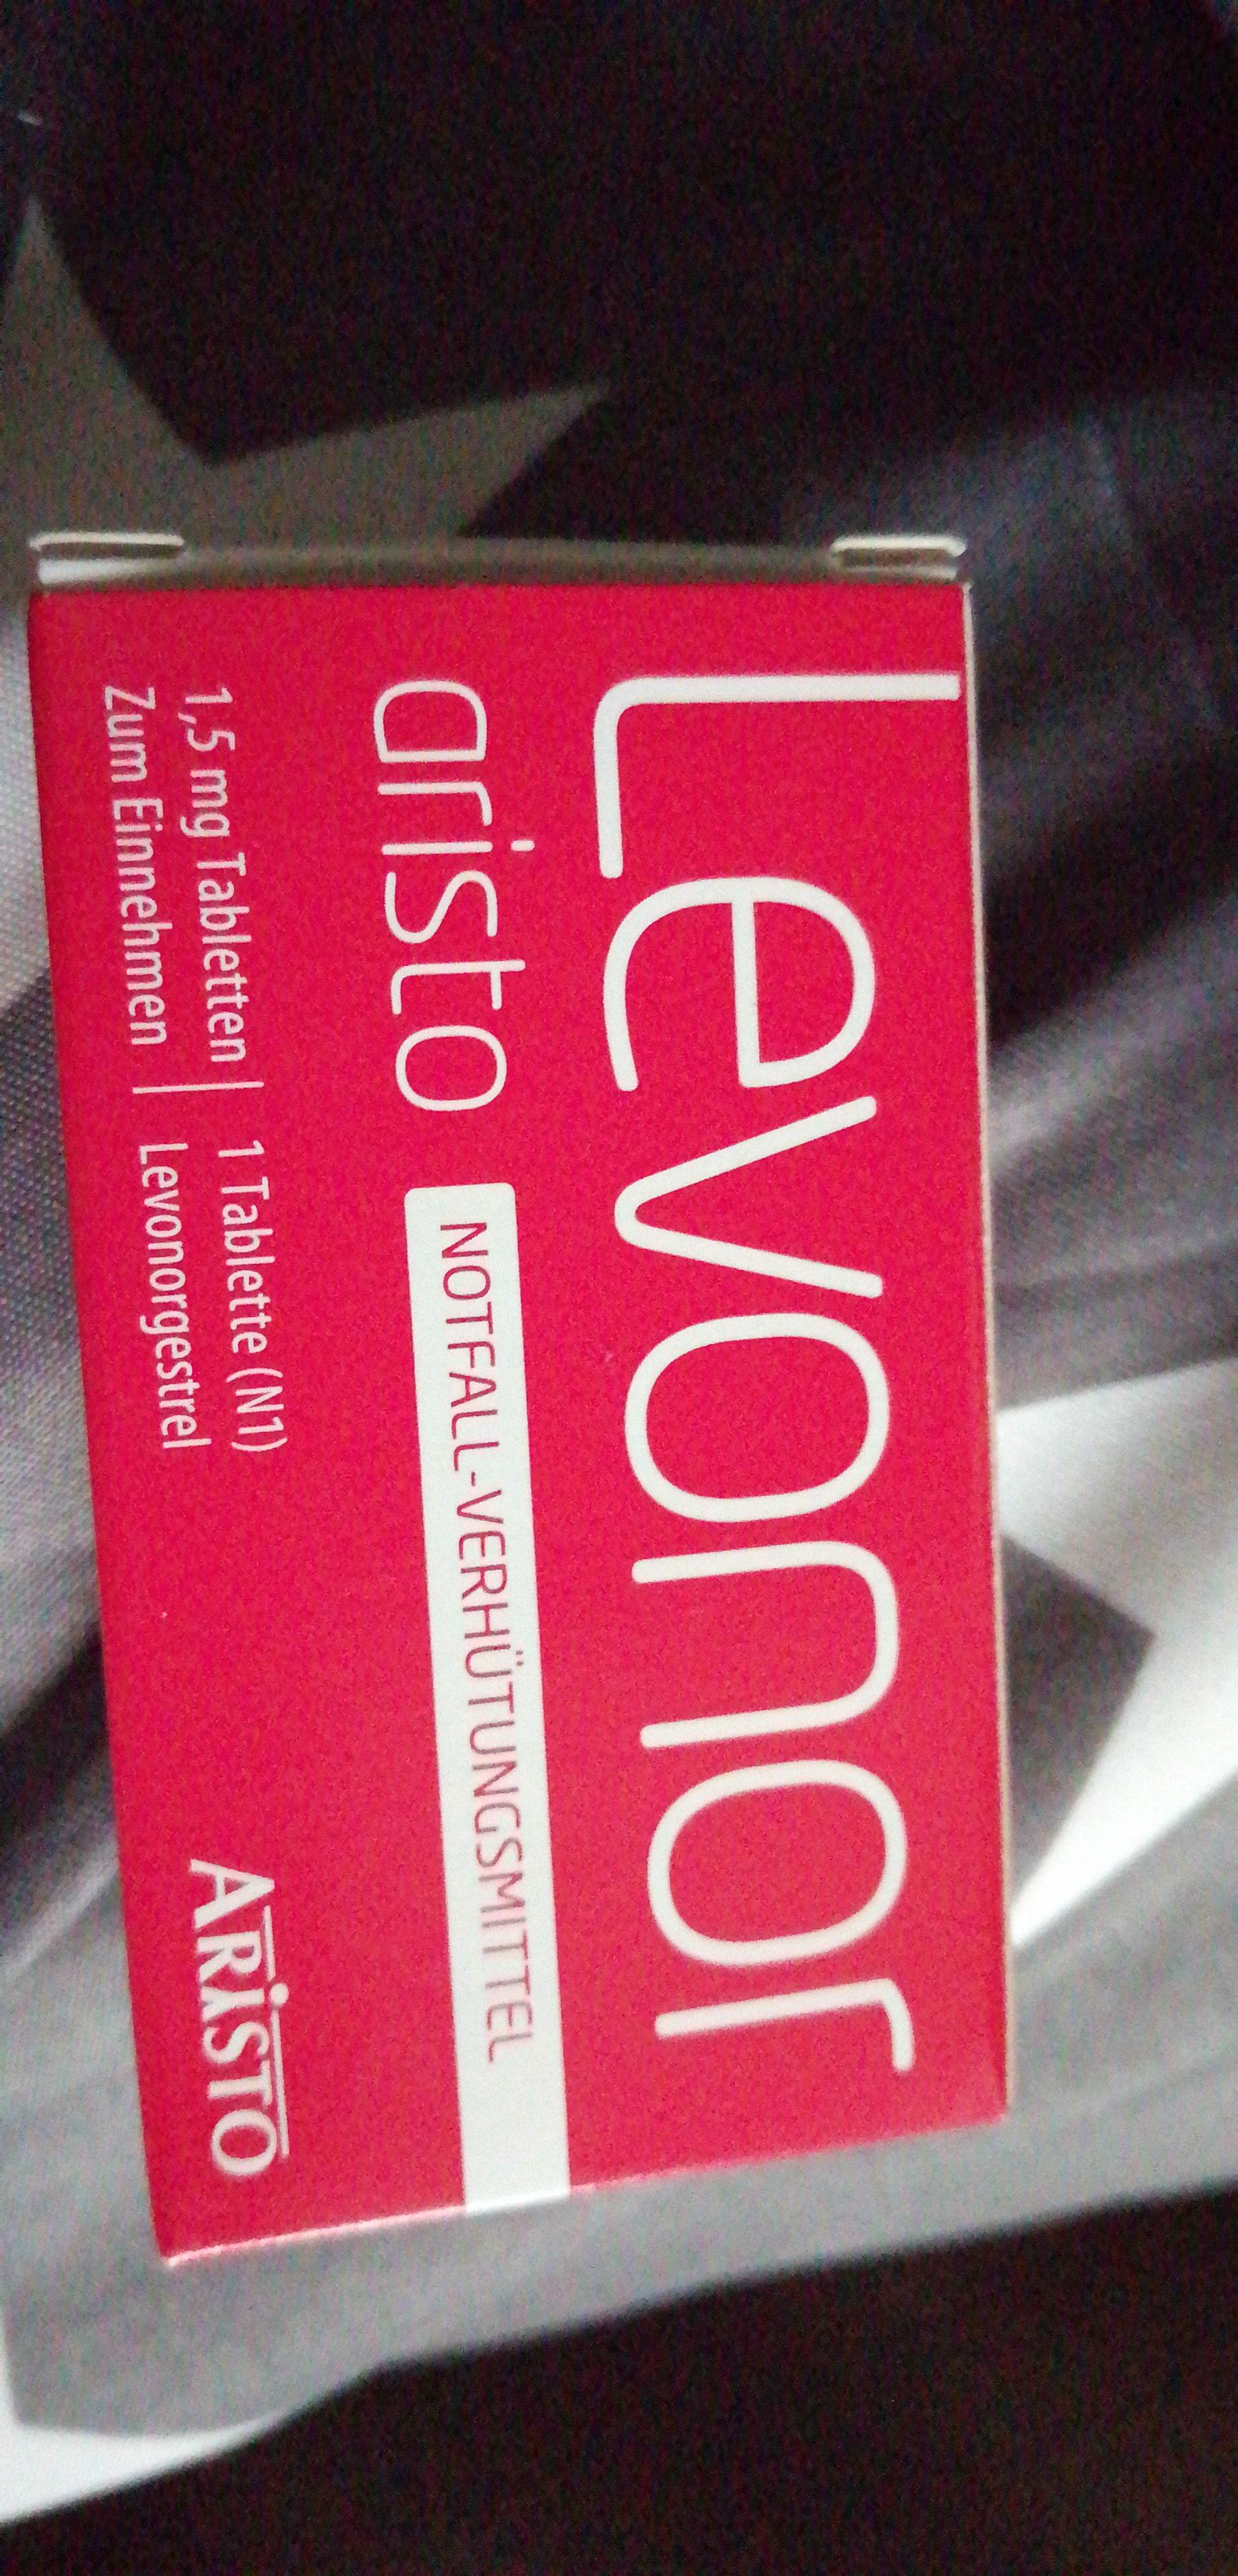 Levonor
aristo NOTFALL-VERHÜTUNGSMITTEL
1,5 mg Tabletten | 1 Tablette (N1)
Zum Einnehmen | Levonorgestrel
ARiSTO